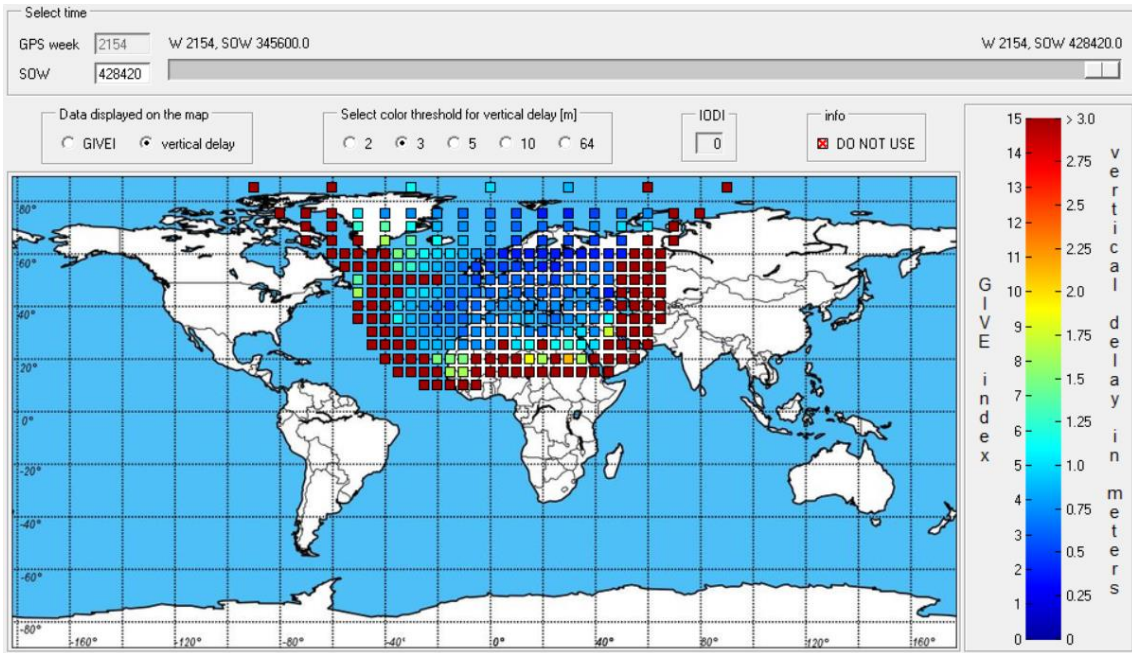 Select time
GPS week 2154 W 2154, SOW 345600.0 W 2154, SOW 428420.0
SOW 428420
Data displayed on the map
GIVEI vertical delay
Select color threshold for vertical delay [m]
2 3 5 10 64
IODI
0
info
DO NOT USE
15 > 3.0
14 2.75
13 2.5
12
11 2.25
10 2.0
9 1.75
8 1.5
7
6 1.25
5 1.0
4 0.75
3 0.5
2
1 0.25
0 0
GIVE index
vertical delay in meters
80°
60°
40°
20°
0°
-20°
-40°
-60°
-80°
-160 -120 -80 -40 0 40 80 120 160